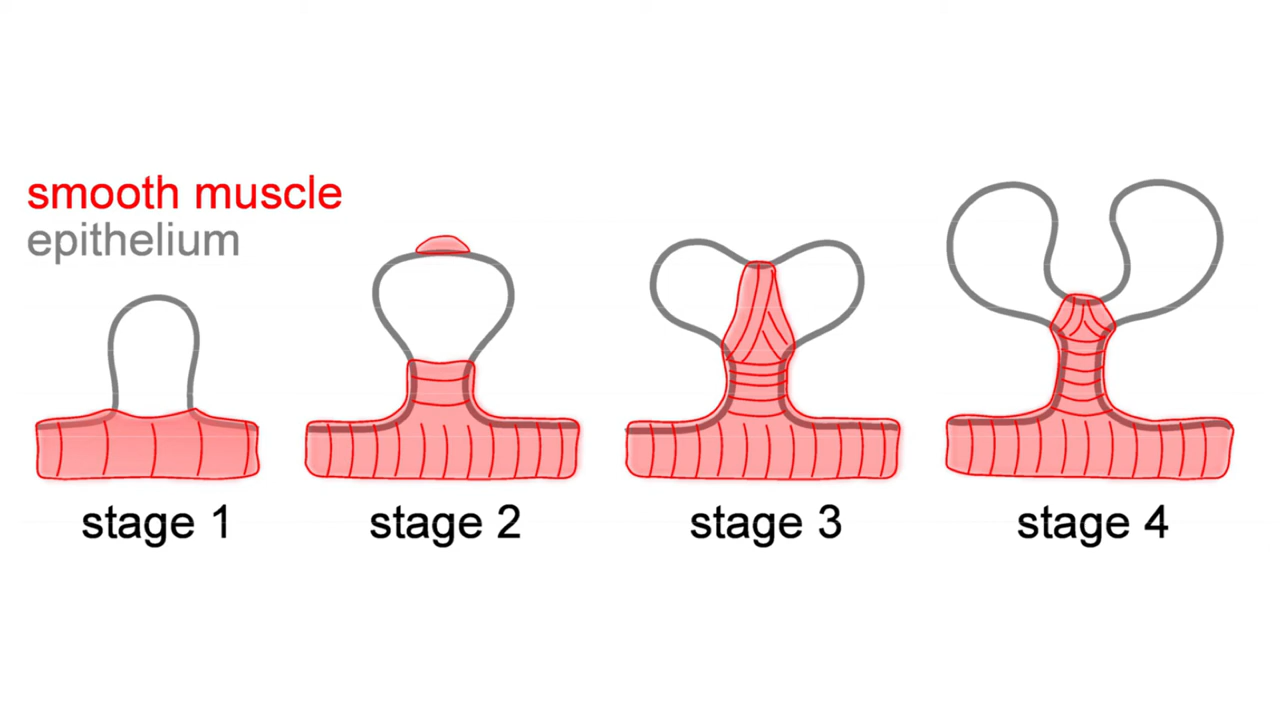 smooth muscle
epithelium
stage 1
stage 2
stage 3
stage 4